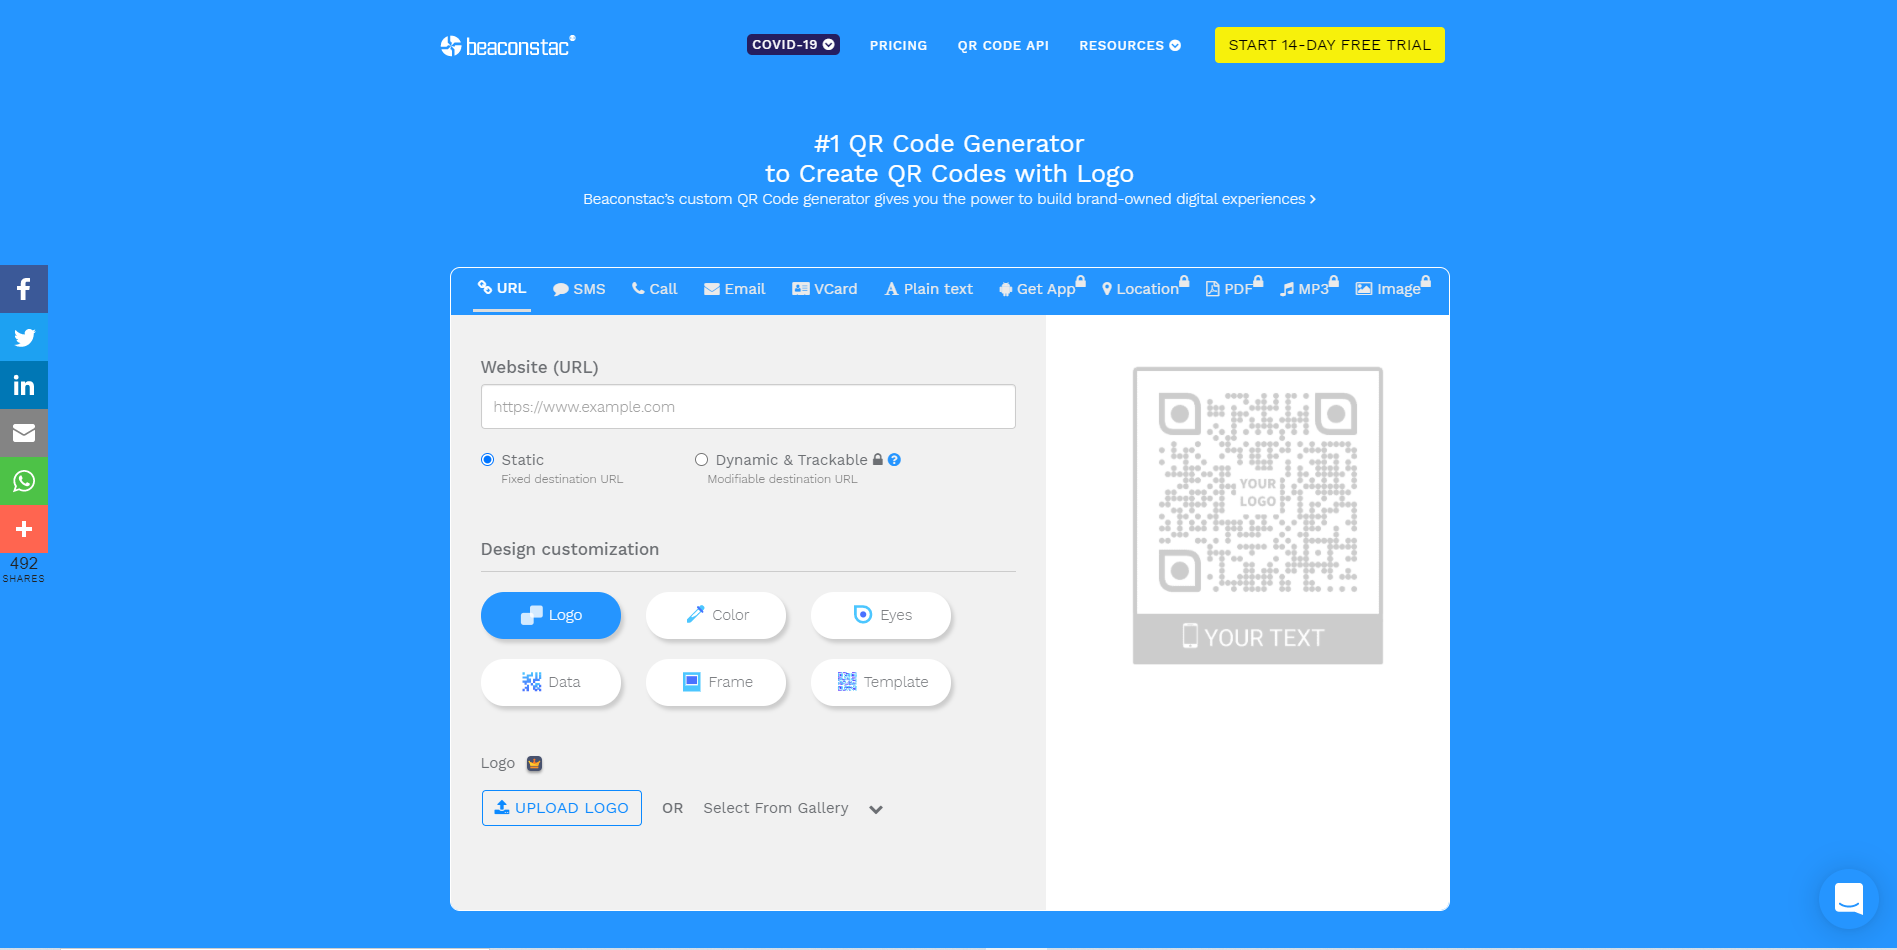 beaconstac®
COVID-19
PRICING
QR CODE API
RESOURCES
START 14-DAY FREE TRIAL
#1 QR Code Generator
to Create QR Codes with Logo
Beaconstac’s custom QR Code generator gives you the power to build brand-owned digital experiences
URL
SMS
Call
Email
VCard
Plain text
Get App
Location
PDF
MP3
Image
Website (URL)
https://www.example.com
Static
Fixed destination URL
Dynamic & Trackable
Modifiable destination URL
Design customization
Logo
Color
Eyes
Data
Frame
Template
Logo
UPLOAD LOGO
OR
Select From Gallery
YOUR
LOGO
YOUR TEXT
492
SHARES